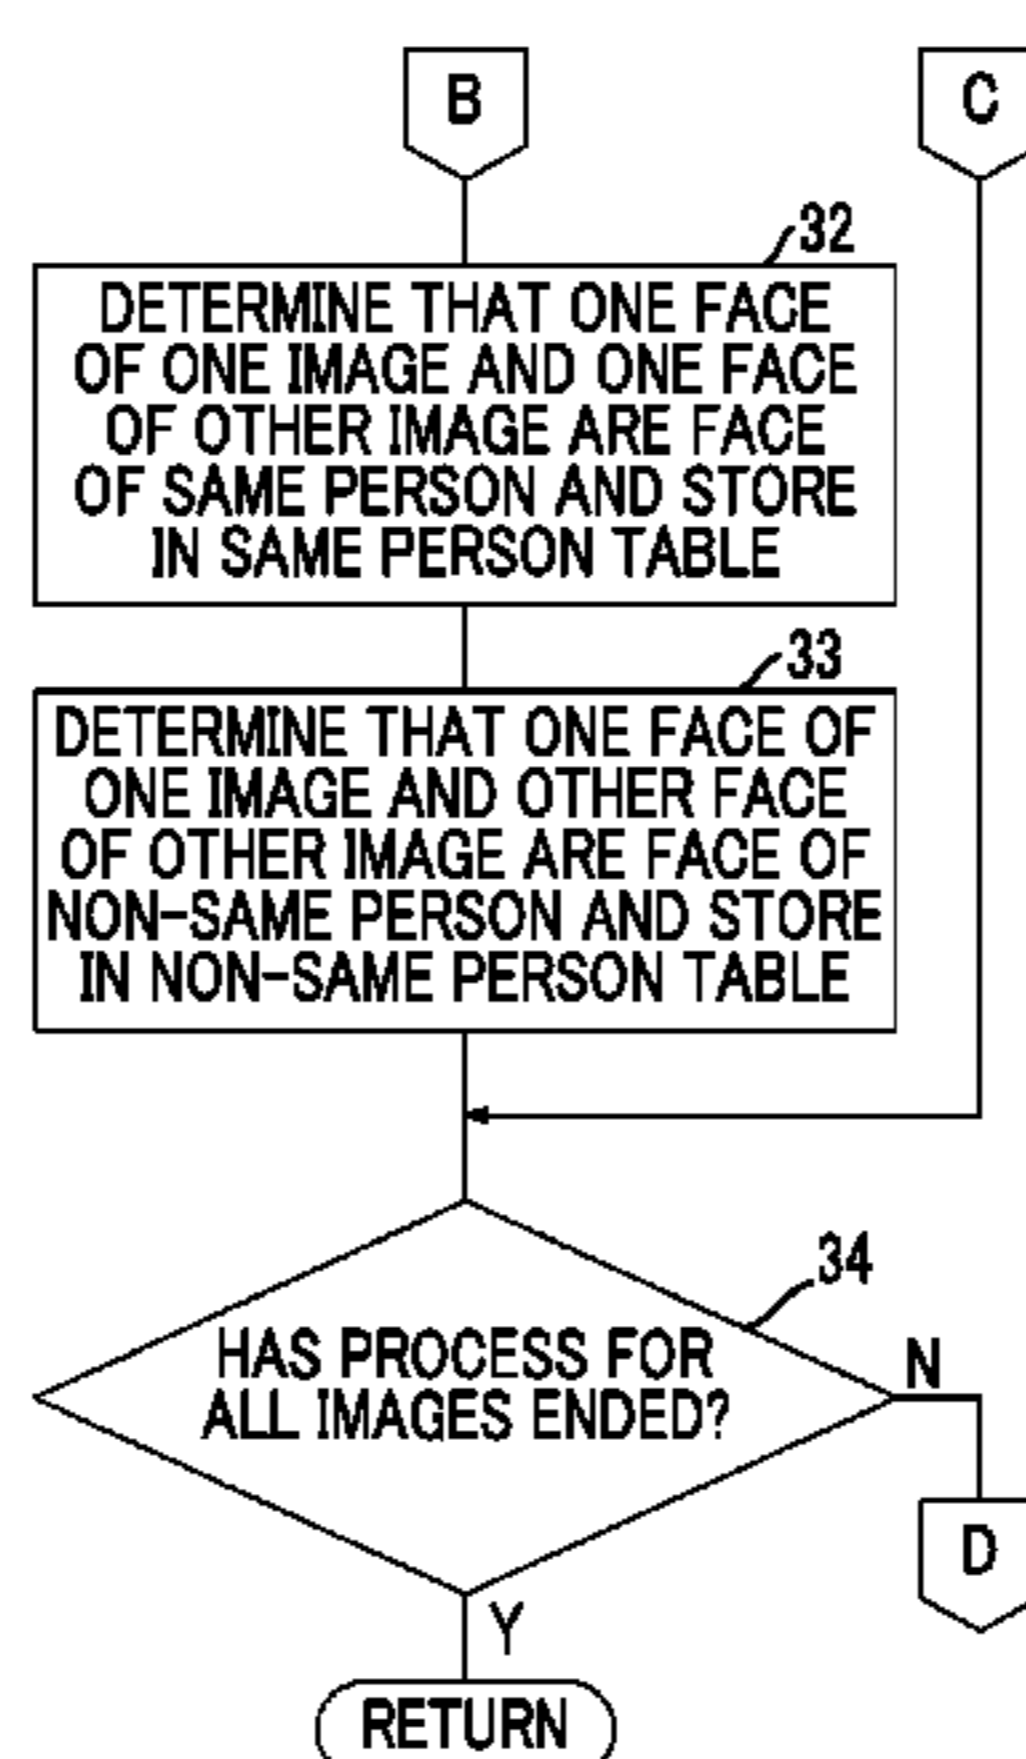 B
C
32
DETERMINE THAT ONE FACE
OF ONE IMAGE AND ONE FACE
OF OTHER IMAGE ARE FACE
OF SAME PERSON AND STORE
IN SAME PERSON TABLE
33
DETERMINE THAT ONE FACE OF
ONE IMAGE AND OTHER FACE
OF OTHER IMAGE ARE FACE OF
NON-SAME PERSON AND STORE
IN NON-SAME PERSON TABLE
34
HAS PROCESS FOR
ALL IMAGES ENDED?
N
D
Y
RETURN